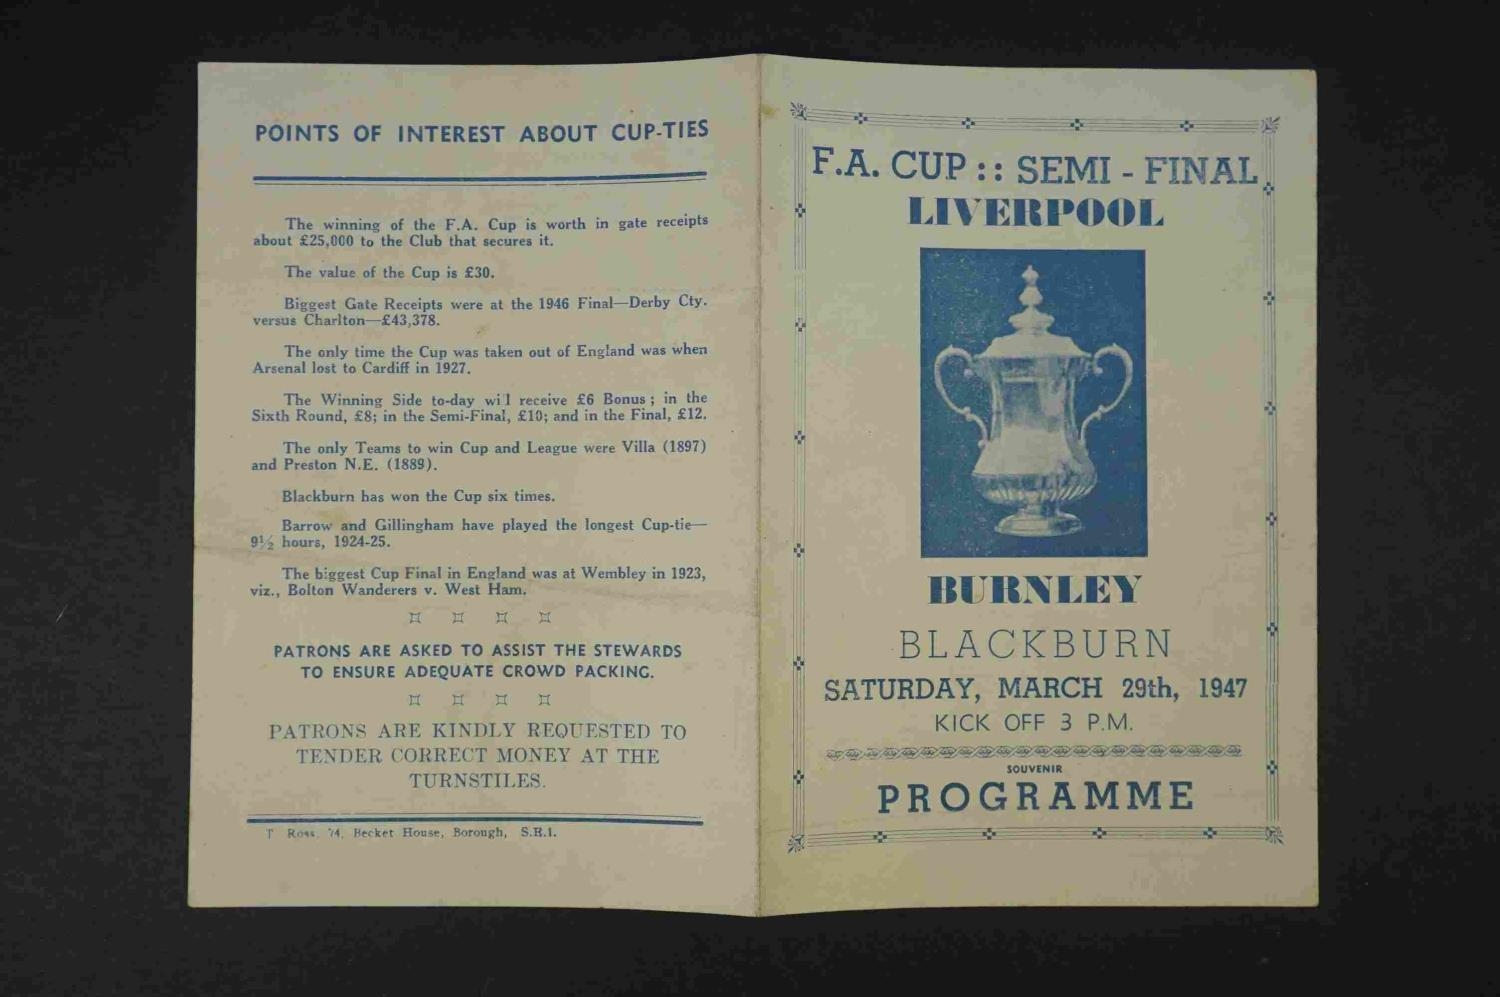 POINTS OF INTEREST ABOUT CUP-TIES
The winning of the F.A. Cup is worth in gate receipts
about £25,000 to the Club that secures it.
The value of the Cup is £30.
Biggest Gate Receipts were at the 1946 Final—Derby Cty.
versus Charlton—£43,378.
The only time the Cup was taken out of England was when
Arsenal lost to Cardiff in 1927.
The Winning Side to-day will receive £6 Bonus; in the
Sixth Round, £8; in the Semi-Final, £10; and in the Final, £12.
The only Teams to win Cup and League were Villa (1897)
and Preston N.E. (1889).
Blackburn has won the Cup six times.
Barrow and Gillingham have played the longest Cup-tie—
9½ hours, 1924-25.
The biggest Cup Final in England was at Wembley in 1923,
viz., Bolton Wanderers v. West Ham.
PATRONS ARE ASKED TO ASSIST THE STEWARDS
TO ENSURE ADEQUATE CROWD PACKING.
PATRONS ARE KINDLY REQUESTED TO
TENDER CORRECT MONEY AT THE
TURNSTILES.
T Ross, Becket House, Borough, S.E.1.
F.A. CUP :: SEMI - FINAL
LIVERPOOL
BURNLEY
BLACKBURN
SATURDAY, MARCH 29th, 1947
KICK OFF 3 P.M.
SOUVENIR
PROGRAMME